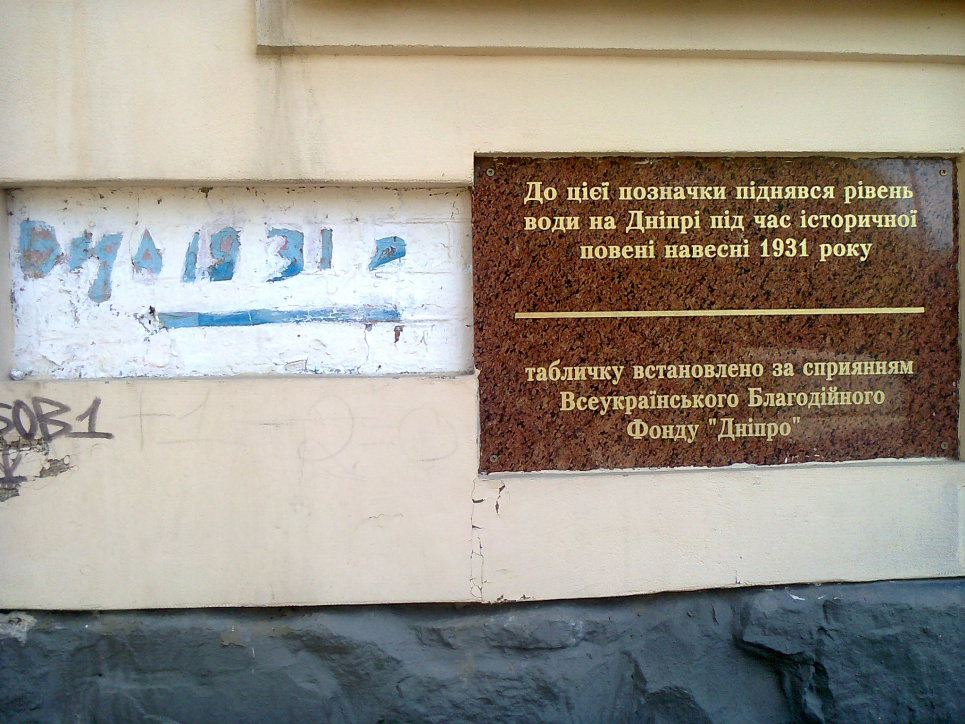 вода 1931 р
До цієї позначки піднявся рівень
води на Дніпрі під час історичної
повені навесні 1931 року
табличку встановлено за сприянням
Всеукраїнського Благодійного
Фонду "Дніпро"